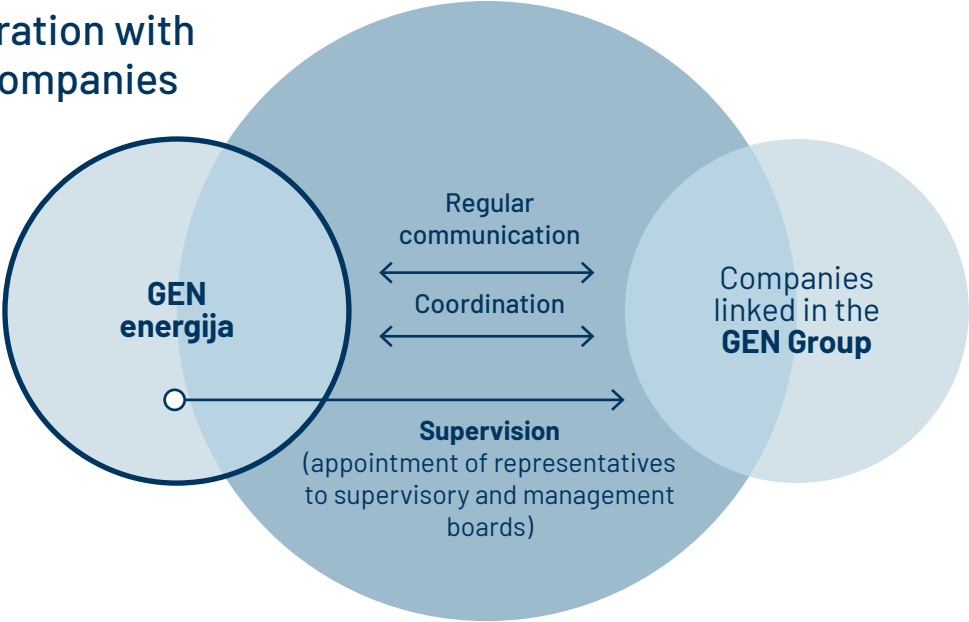 ration with
ompanies
Regular
communication
Coordination
GEN
energija
Companies
linked in the
GEN Group
Supervision
(appointment of representatives
to supervisory and management
boards)